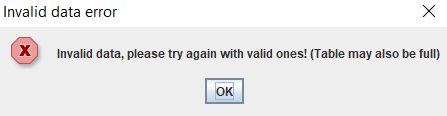 Invalid data error
Invalid data, please try again with valid ones! (Table may also be full)
OK